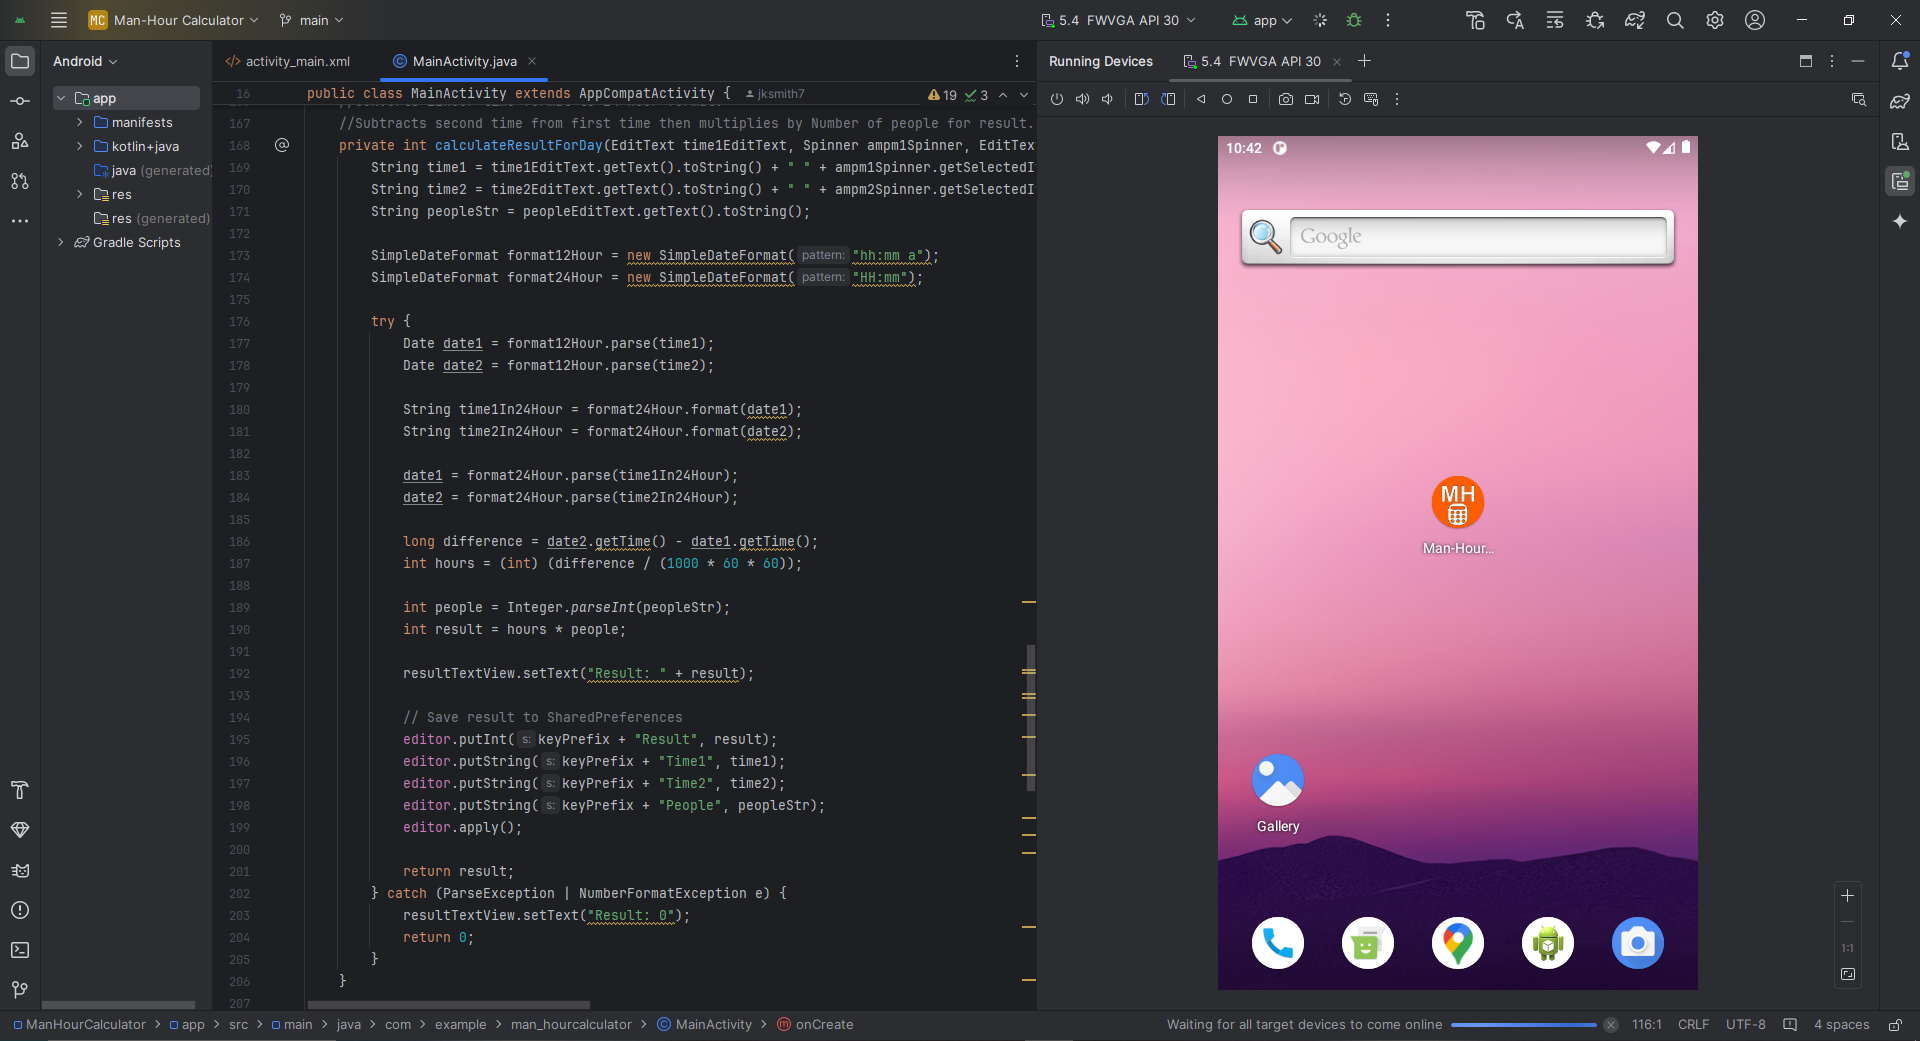 MC Man-Hour Calculator
main
5.4 FWVGA API 30
app
Android
activity_main.xml
MainActivity.java
Running Devices
5.4 FWVGA API 30
app
manifests
kotlin+java
java (generated)
res
res (generated)
Gradle Scripts
16 public class MainActivity extends AppCompatActivity { jksmith7
19 3
167 //Subtracts second time from first time then multiplies by Number of people for result.
168 private int calculateResultForDay(EditText time1EditText, Spinner ampm1Spinner, EditTex
169 String time1 = time1EditText.getText().toString() + " " + ampm1Spinner.getSelectedI
170 String time2 = time2EditText.getText().toString() + " " + ampm2Spinner.getSelectedI
171 String peopleStr = peopleEditText.getText().toString();
172
173 SimpleDateFormat format12Hour = new SimpleDateFormat( pattern: "hh:mm a");
174 SimpleDateFormat format24Hour = new SimpleDateFormat( pattern: "HH:mm");
175
176 try {
177 Date date1 = format12Hour.parse(time1);
178 Date date2 = format12Hour.parse(time2);
179
180 String time1In24Hour = format24Hour.format(date1);
181 String time2In24Hour = format24Hour.format(date2);
182
183 date1 = format24Hour.parse(time1In24Hour);
184 date2 = format24Hour.parse(time2In24Hour);
185
186 long difference = date2.getTime() - date1.getTime();
187 int hours = (int) (difference / (1000 * 60 * 60));
188
189 int people = Integer.parseInt(peopleStr);
190 int result = hours * people;
191
192 resultTextView.setText("Result: " + result);
193
194 // Save result to SharedPreferences
195 editor.putInt( s: keyPrefix + "Result", result);
196 editor.putString( s: keyPrefix + "Time1", time1);
197 editor.putString( s: keyPrefix + "Time2", time2);
198 editor.putString( s: keyPrefix + "People", peopleStr);
199 editor.apply();
200
201 return result;
202 } catch (ParseException | NumberFormatException e) {
203 resultTextView.setText("Result: 0");
204 return 0;
205 }
206 }
207
10:42
Google
MH
Man-Hour...
Gallery
1:1
ManHourCalculator > app > src > main > java > com > example > man_hourcalculator > MainActivity > onCreate
Waiting for all target devices to come online
116:1 CRLF UTF-8 4 spaces